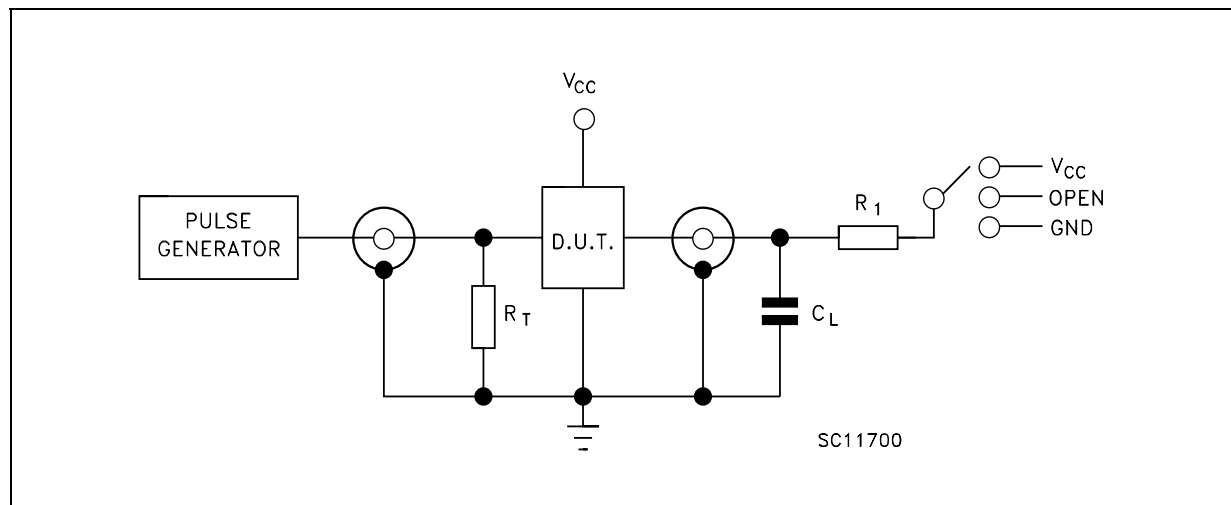 VCC
PULSE
GENERATOR
D.U.T.
RT
R1
CL
VCC
OPEN
GND
SC11700